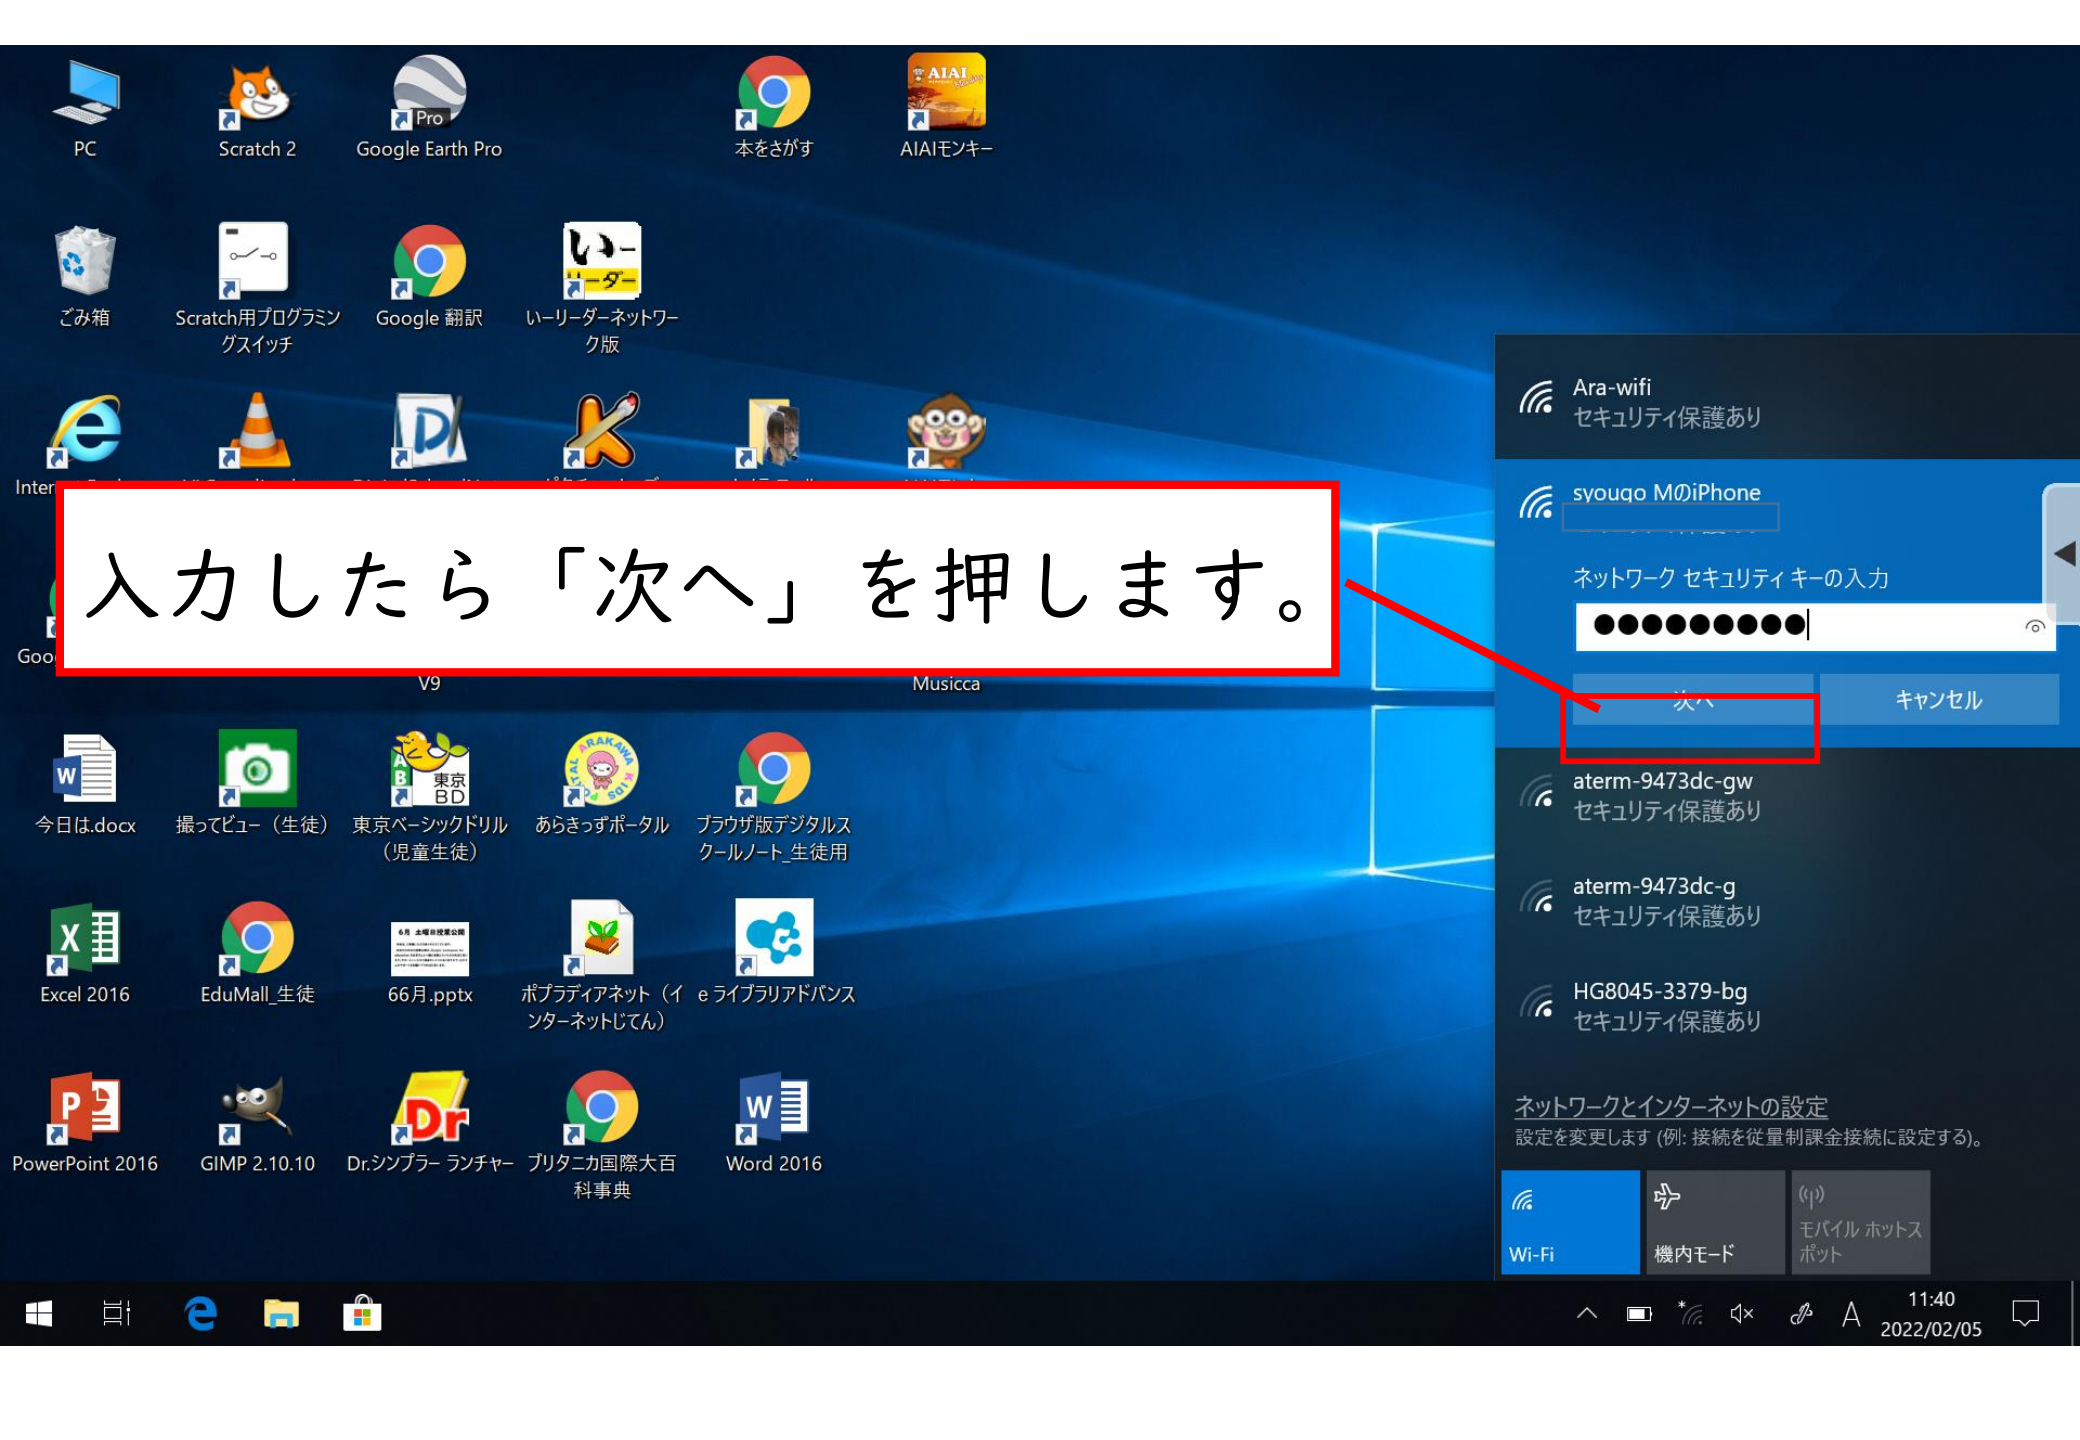 PC
Scratch 2
Pro
Google Earth Pro
本をさがす
AIAI
AIAIモンキー
ごみ箱
Scratch用プログラミン
グスイッチ
Google 翻訳
いー
リーダー
いーリーダーネットワー
ク版
入力したら「次へ」を押します。
V9
Musicca
今日は.docx
撮ってビュー（生徒）
東京
BD
東京ベーシックドリル
（児童生徒）
あらきっずポータル
ブラウザ版デジタルス
クールノート_生徒用
Excel 2016
EduMall_生徒
6月 土曜日授業公開
66月.pptx
ポプラディアネット（イ
ンターネットじてん）
e ライブラリアドバンス
PowerPoint 2016
GIMP 2.10.10
Dr
Dr.シンプラー ランチャー
ブリタニカ国際大百
科事典
Word 2016
Ara-wifi
セキュリティ保護あり
syougo MのiPhone
ネットワーク セキュリティ キーの入力
●●●●●●●●●
次へ
キャンセル
aterm-9473dc-gw
セキュリティ保護あり
aterm-9473dc-g
セキュリティ保護あり
HG8045-3379-bg
セキュリティ保護あり
ネットワークとインターネットの設定
設定を変更します (例: 接続を従量制課金接続に設定する)。
Wi-Fi
機内モード
モバイル ホットス
ポット
A
11:40
2022/02/05